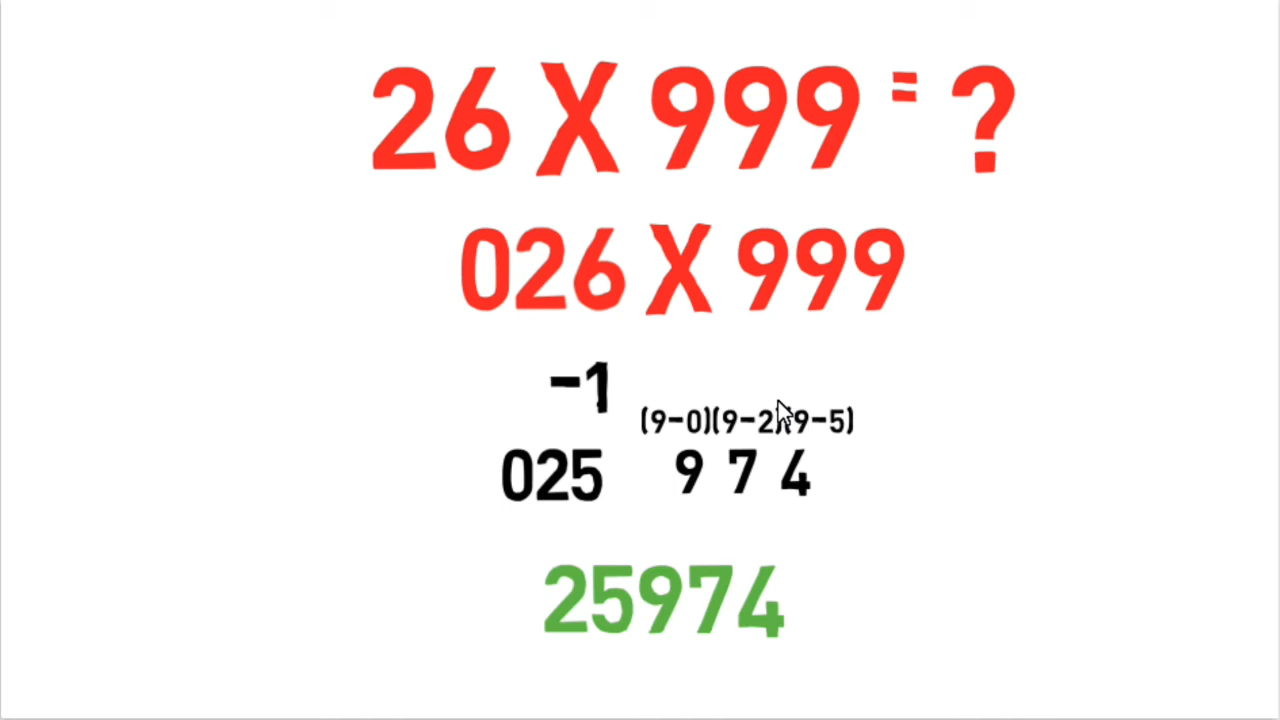 26 X 999 = ?
026 X 999
-1
(9-0)(9-2)(9-5)
025 9 7 4
25974